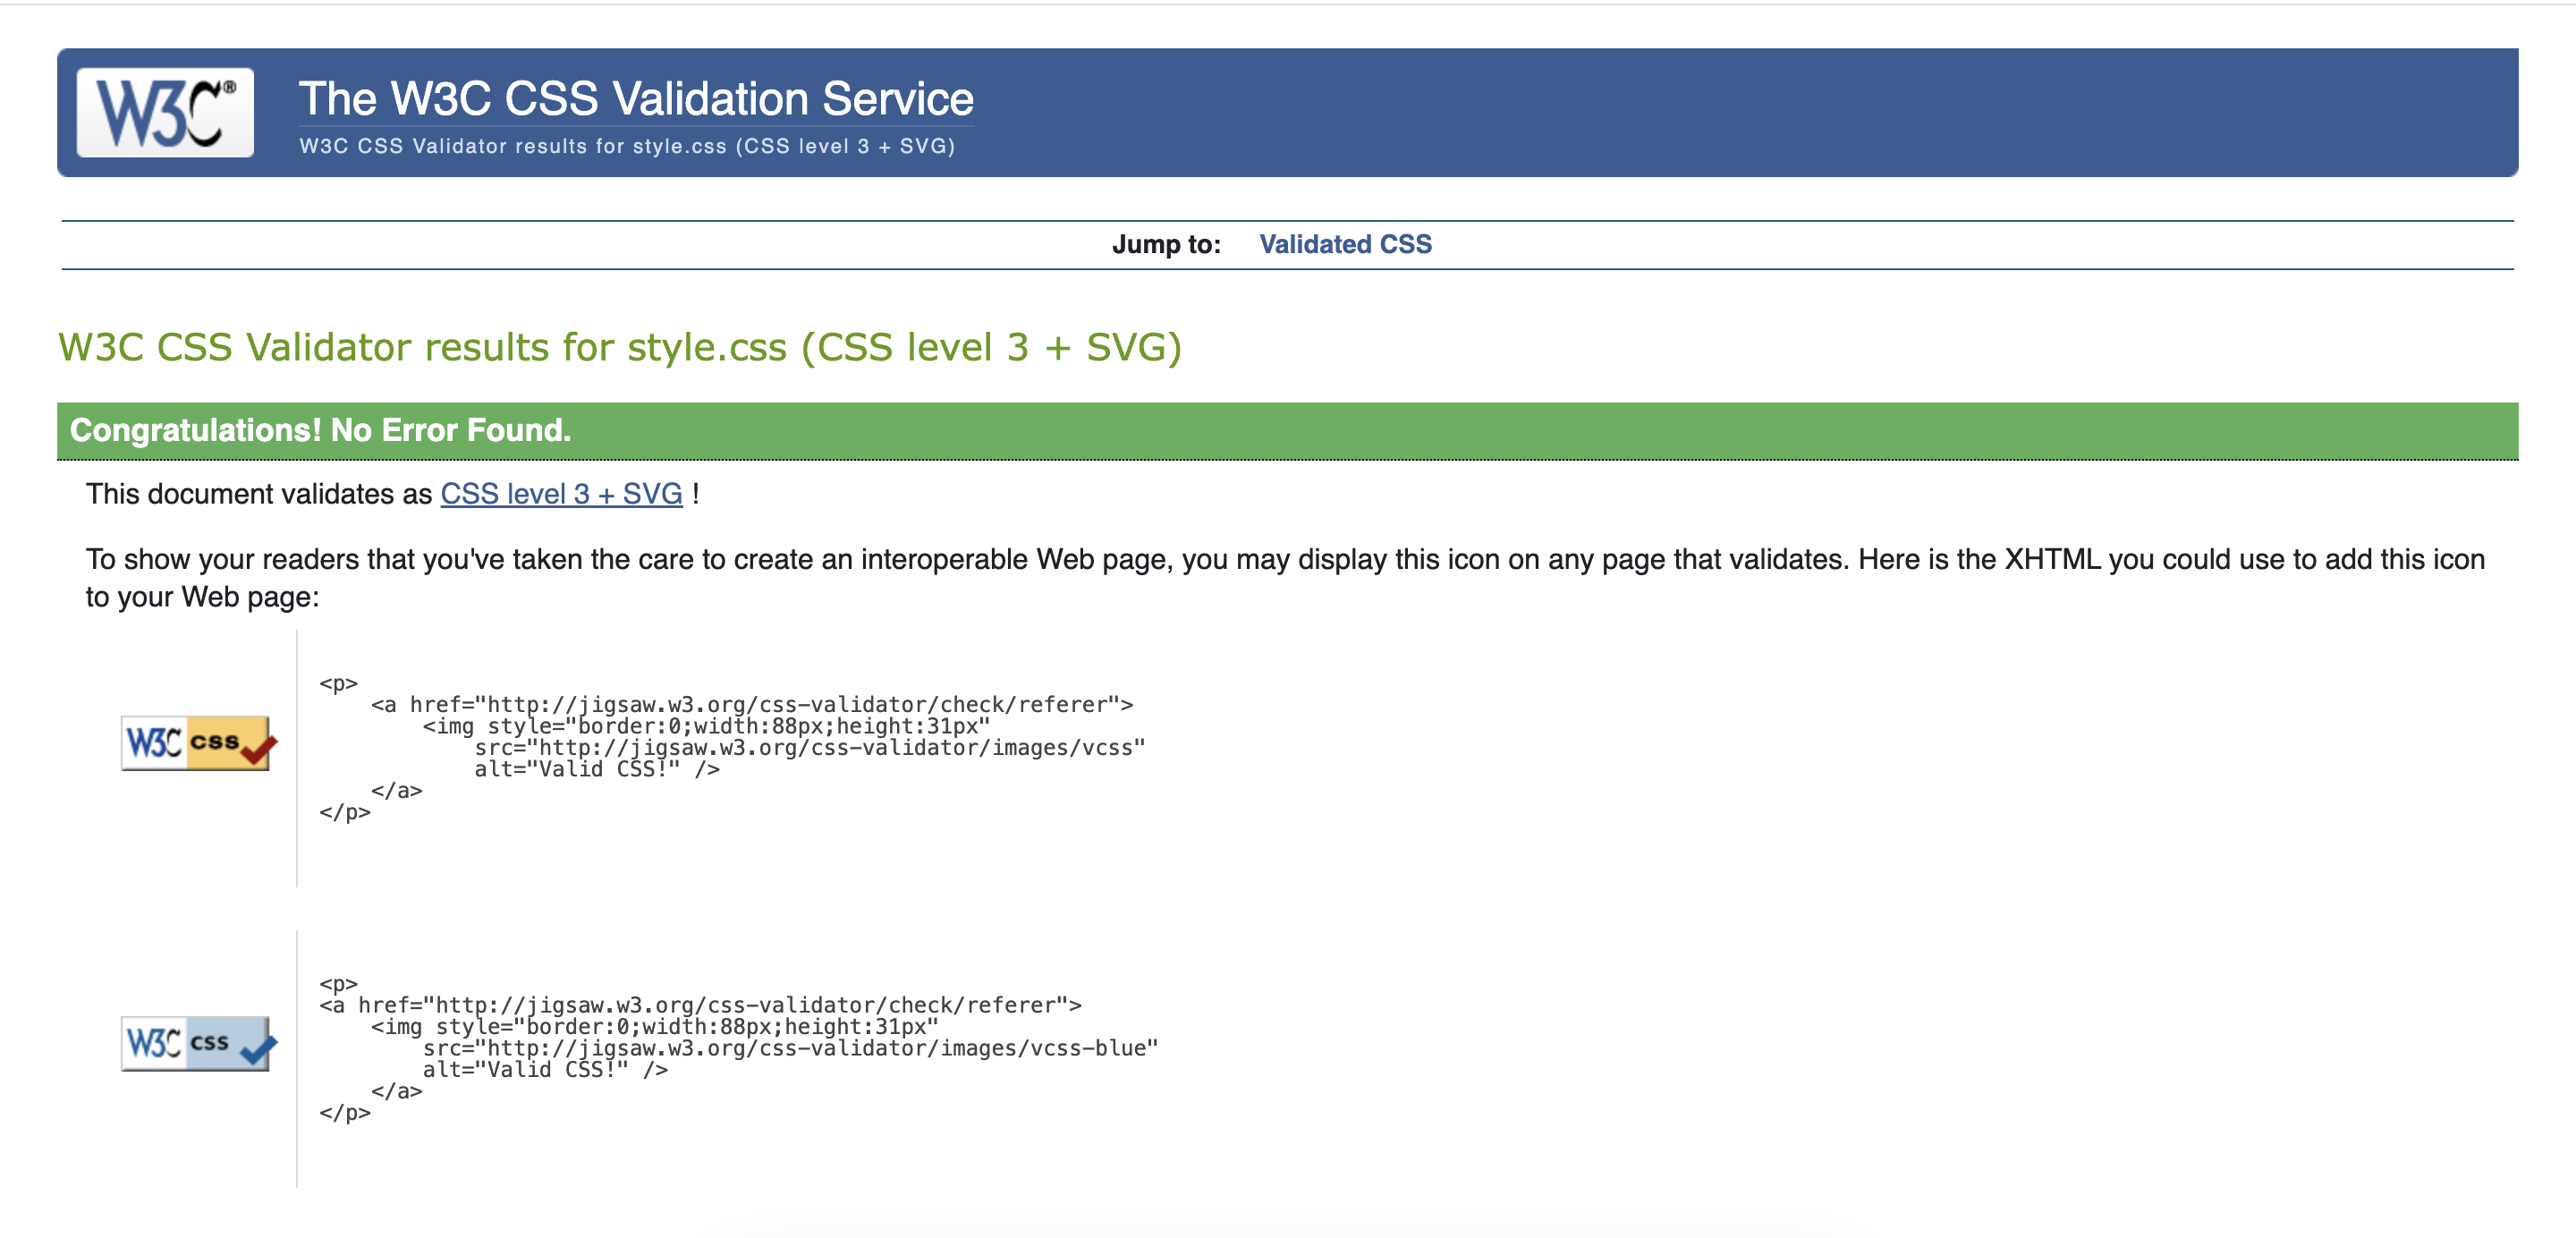 W3C®
The W3C CSS Validation Service
W3C CSS Validator results for style.css (CSS level 3 + SVG)
Jump to: Validated CSS
W3C CSS Validator results for style.css (CSS level 3 + SVG)
Congratulations! No Error Found.
This document validates as CSS level 3 + SVG !
To show your readers that you've taken the care to create an interoperable Web page, you may display this icon on any page that validates. Here is the XHTML you could use to add this icon
to your Web page:
W3C css
<p>
    <a href="http://jigsaw.w3.org/css-validator/check/referer">
        <img style="border:0;width:88px;height:31px"
            src="http://jigsaw.w3.org/css-validator/images/vcss"
            alt="Valid CSS!" />
    </a>
</p>
W3C css
<p>
<a href="http://jigsaw.w3.org/css-validator/check/referer">
    <img style="border:0;width:88px;height:31px"
        src="http://jigsaw.w3.org/css-validator/images/vcss-blue"
        alt="Valid CSS!" />
    </a>
</p>